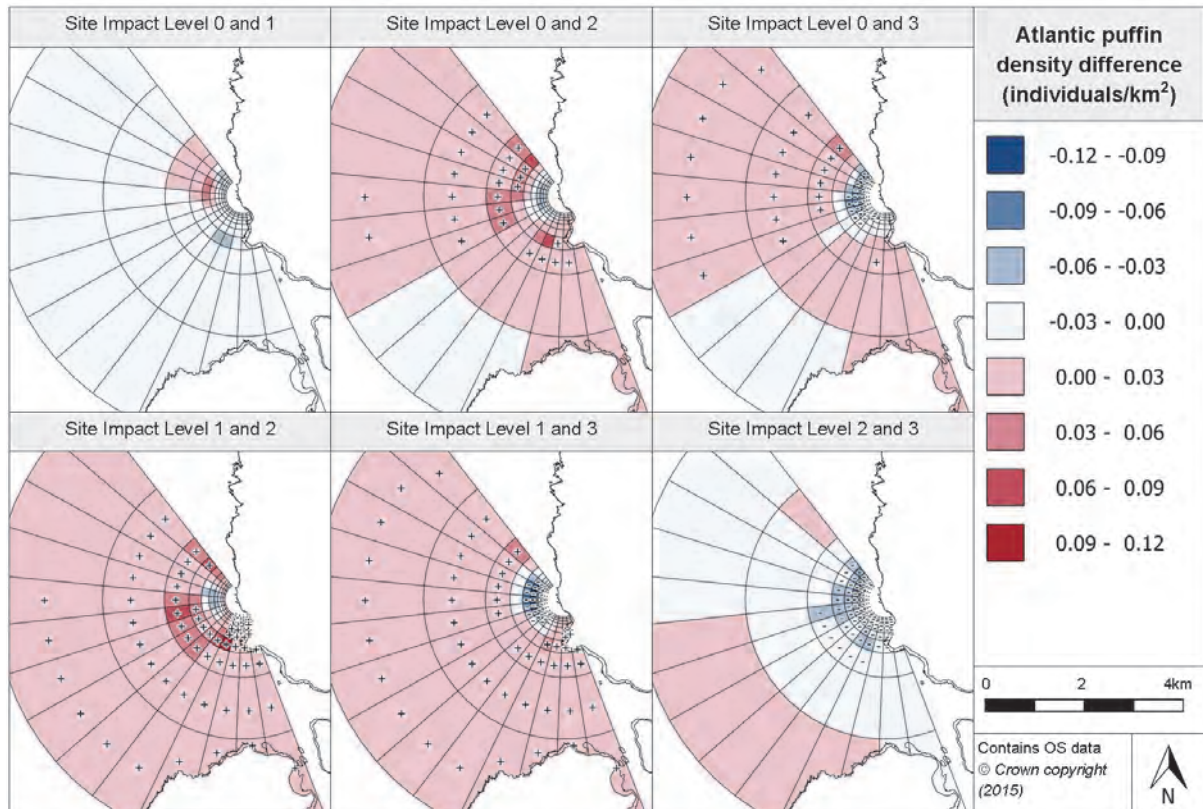 Site Impact Level 0 and 1
Site Impact Level 0 and 2
Site Impact Level 0 and 3
Site Impact Level 1 and 2
Site Impact Level 1 and 3
Site Impact Level 2 and 3
Atlantic puffin
density difference
(individuals/km²)
-0.12 - -0.09
-0.09 - -0.06
-0.06 - -0.03
-0.03 - 0.00
0.00 - 0.03
0.03 - 0.06
0.06 - 0.09
0.09 - 0.12
0 2 4km
Contains OS data
© Crown copyright
(2015)
N